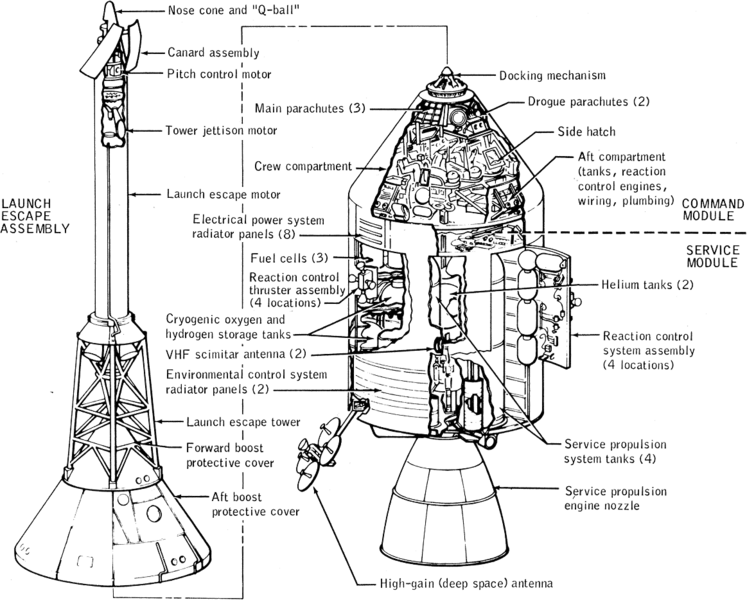 Nose cone and "Q-ball"
Canard assembly
Pitch control motor
Tower jettison motor
LAUNCH
ESCAPE
ASSEMBLY
Launch escape motor
Launch escape tower
Forward boost
protective cover
Aft boost
protective cover
Docking mechanism
Main parachutes (3)
Drogue parachutes (2)
Side hatch
Crew compartment
Aft compartment
(tanks, reaction
control engines,
wiring, plumbing)
COMMAND
MODULE
SERVICE
MODULE
Electrical power system
radiator panels (8)
Fuel cells (3)
Reaction control
thruster assembly
(4 locations)
Helium tanks (2)
Cryogenic oxygen and
hydrogen storage tanks
VHF scimitar antenna (2)
Reaction control
system assembly
(4 locations)
Environmental control system
radiator panels (2)
Service propulsion
system tanks (4)
Service propulsion
engine nozzle
High-gain (deep space) antenna